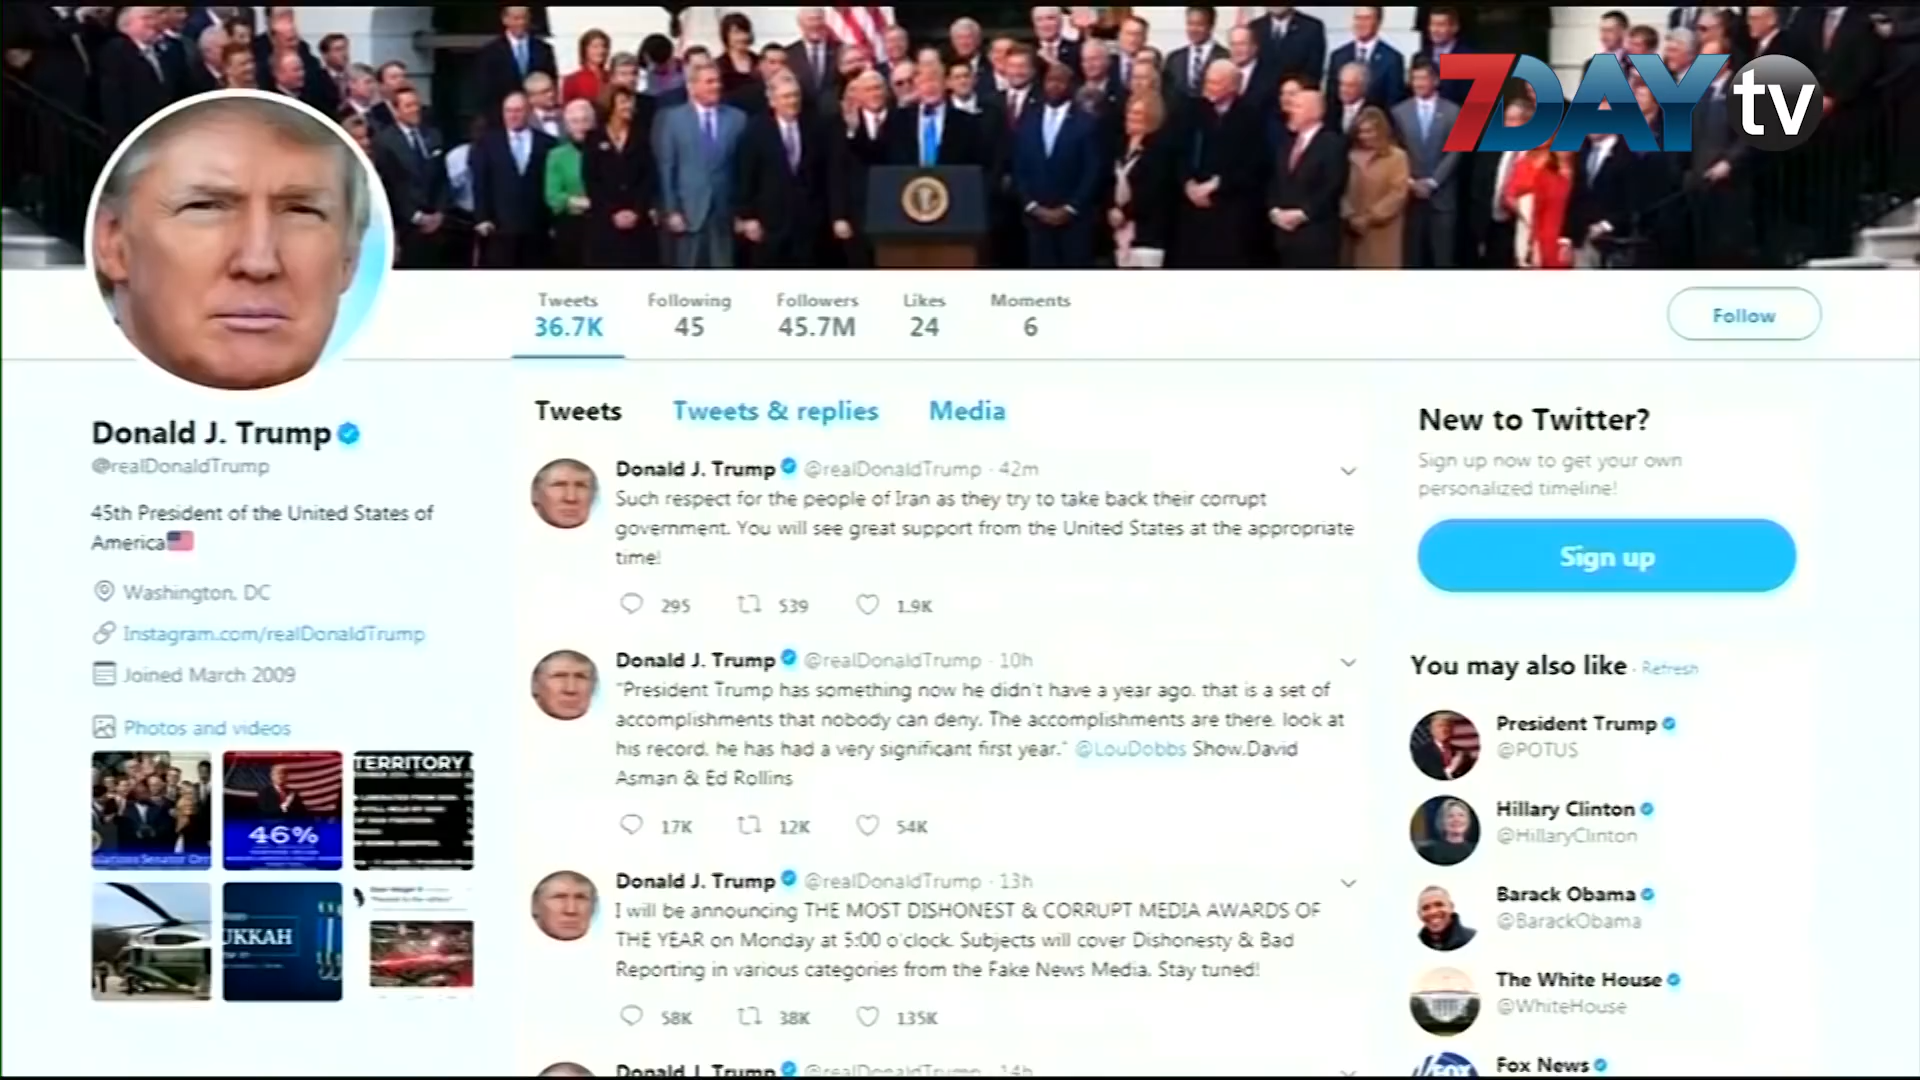 7DAY tv
Tweets Following Followers Likes Moments
36.7K 45 45.7M 24 6
Follow
Donald J. Trump
@realDonaldTrump
45th President of the United States of
America
Washington, DC
Instagram.com/realDonaldTrump
Joined March 2009
Photos and videos
TERRITORY
46%
UKKAH
Tweets Tweets & replies Media
Donald J. Trump @realDonaldTrump · 42m
Such respect for the people of Iran as they try to take back their corrupt
government. You will see great support from the United States at the appropriate
time!
295 539 1.9K
Donald J. Trump @realDonaldTrump · 10h
"President Trump has something now he didn't have a year ago, that is a set of
accomplishments that nobody can deny. The accomplishments are there, look at
his record, he has had a very significant first year." @LouDobbs Show.David
Asman & Ed Rollins
17K 12K 54K
Donald J. Trump @realDonaldTrump · 13h
I will be announcing THE MOST DISHONEST & CORRUPT MEDIA AWARDS OF
THE YEAR on Monday at 5:00 o'clock. Subjects will cover Dishonesty & Bad
Reporting in various categories from the Fake News Media. Stay tuned!
58K 38K 135K
Donald J. Trump @realDonaldTrump · 14h
New to Twitter?
Sign up now to get your own
personalized timeline!
Sign up
You may also like · Refresh
President Trump
@POTUS
Hillary Clinton
@HillaryClinton
Barack Obama
@BarackObama
The White House
@WhiteHouse
FOX
Fox News